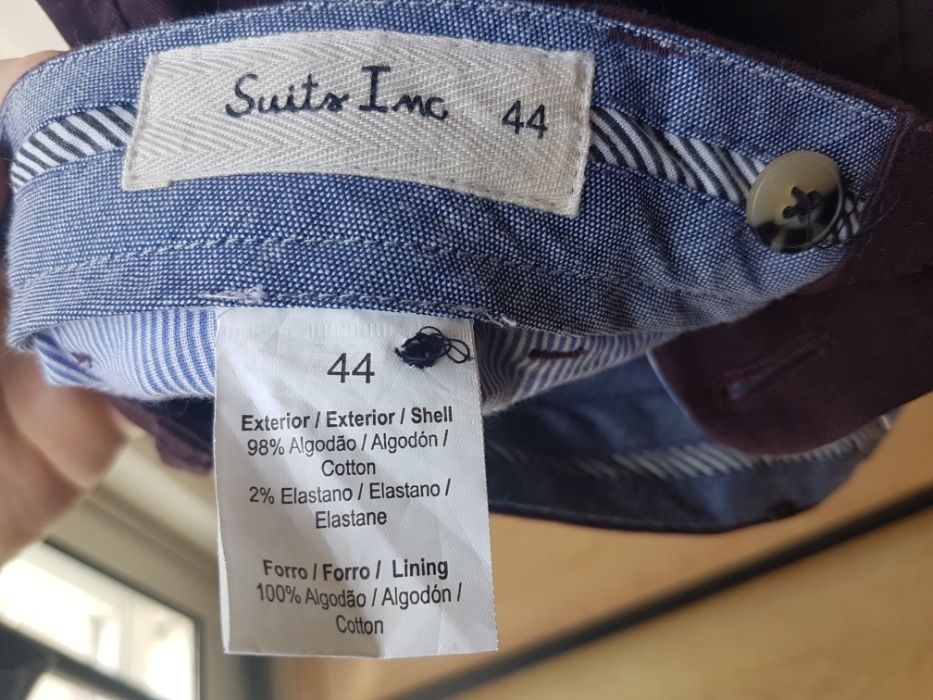 Suits Inc 44
44
Exterior / Exterior / Shell
98% Algodão / Algodón /
Cotton
2% Elastano / Elastano /
Elastane
Forro / Forro / Lining
100% Algodão / Algodón /
Cotton